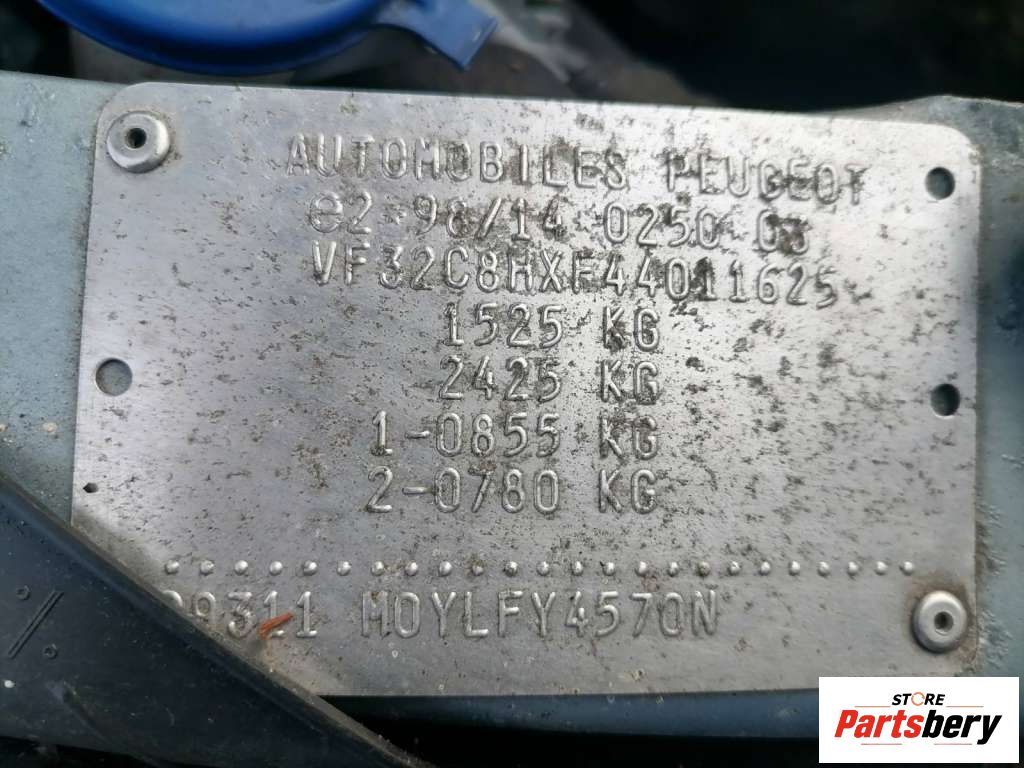 AUTOMOBILES PEUGEOT
e2*98/14*0250*03
VF32C8HXF44011625
1525 KG
2425 KG
1-0855 KG
2-0780 KG
09311 M0YLFY4570N
STORE
Partsbery